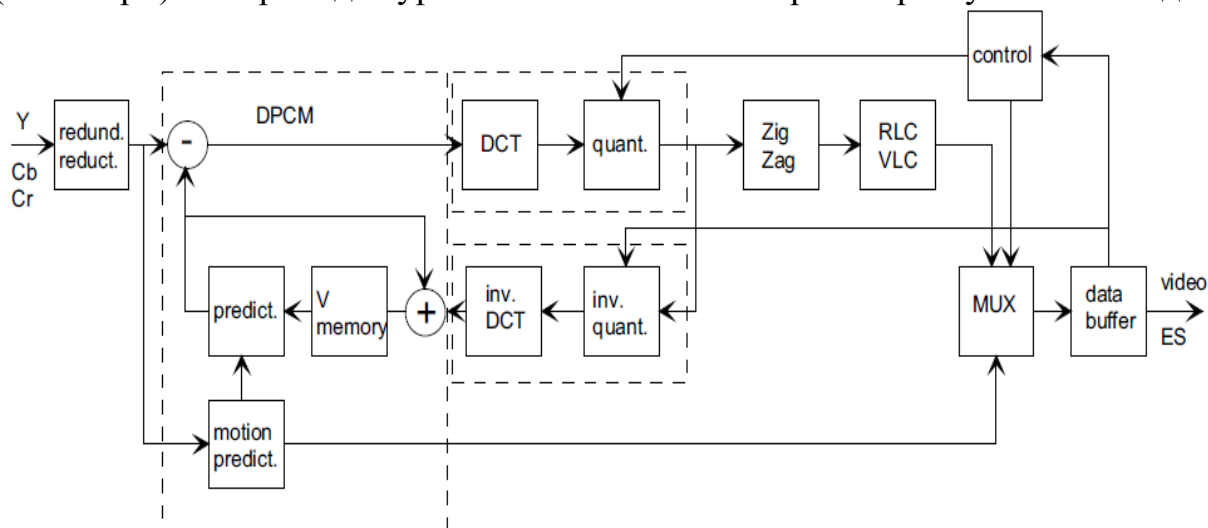 control
DPCM
Y
Cb
Cr
redund.
reduct.
-
DCT
quant.
Zig
Zag
RLC
VLC
predict.
V
memory
+
inv.
DCT
inv.
quant.
MUX
data
buffer
video
ES
motion
predict.